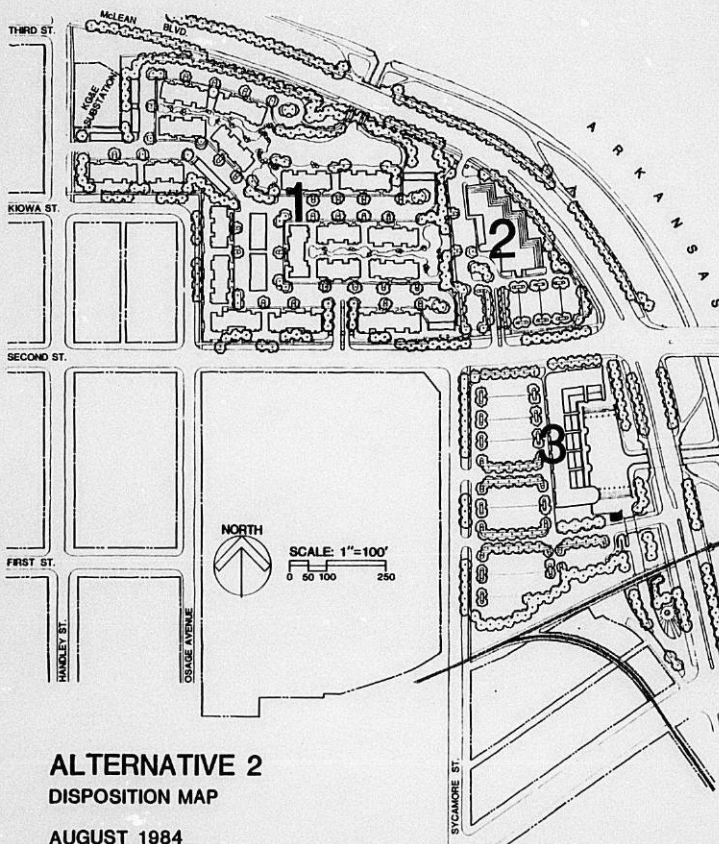 THIRD ST.
McLEAN BLVD.
KG&E
SUBSTATION
ARKANSAS
1
2
KIOWA ST.
SECOND ST.
3
NORTH
SCALE: 1"=100'
0 50 100 250
FIRST ST.
HANDLEY ST.
OSAGE AVENUE
SYCAMORE ST.
ALTERNATIVE 2
DISPOSITION MAP
AUGUST 1984